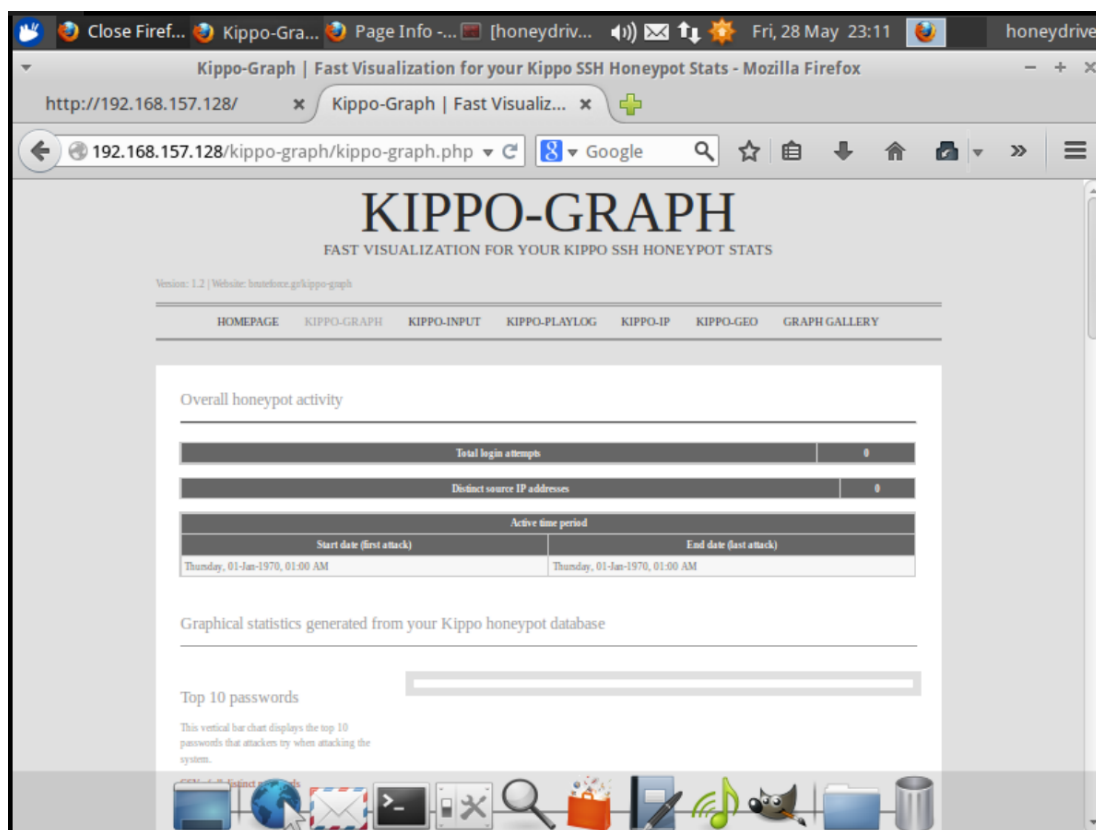 Close Firef... Kippo-Gra... Page Info -... [honeydriv... Fri, 28 May 23:11 honeydrive
Kippo-Graph | Fast Visualization for your Kippo SSH Honeypot Stats - Mozilla Firefox
http://192.168.157.128/ Kippo-Graph | Fast Visualiz...
192.168.157.128/kippo-graph/kippo-graph.php 8 Google
KIPPO-GRAPH
FAST VISUALIZATION FOR YOUR KIPPO SSH HONEYPOT STATS
Version: 1.2 | Website: bruteforce.gr/kippo-graph
HOMEPAGE KIPPO-GRAPH KIPPO-INPUT KIPPO-PLAYLOG KIPPO-IP KIPPO-GEO GRAPH GALLERY
Overall honeypot activity
Total login attempts 0
Distinct source IP addresses 0
Active time period
Start date (first attack) End date (last attack)
Thursday, 01-Jan-1970, 01:00 AM Thursday, 01-Jan-1970, 01:00 AM
Graphical statistics generated from your Kippo honeypot database
Top 10 passwords
This vertical bar chart displays the top 10
passwords that attackers try when attacking the
system.